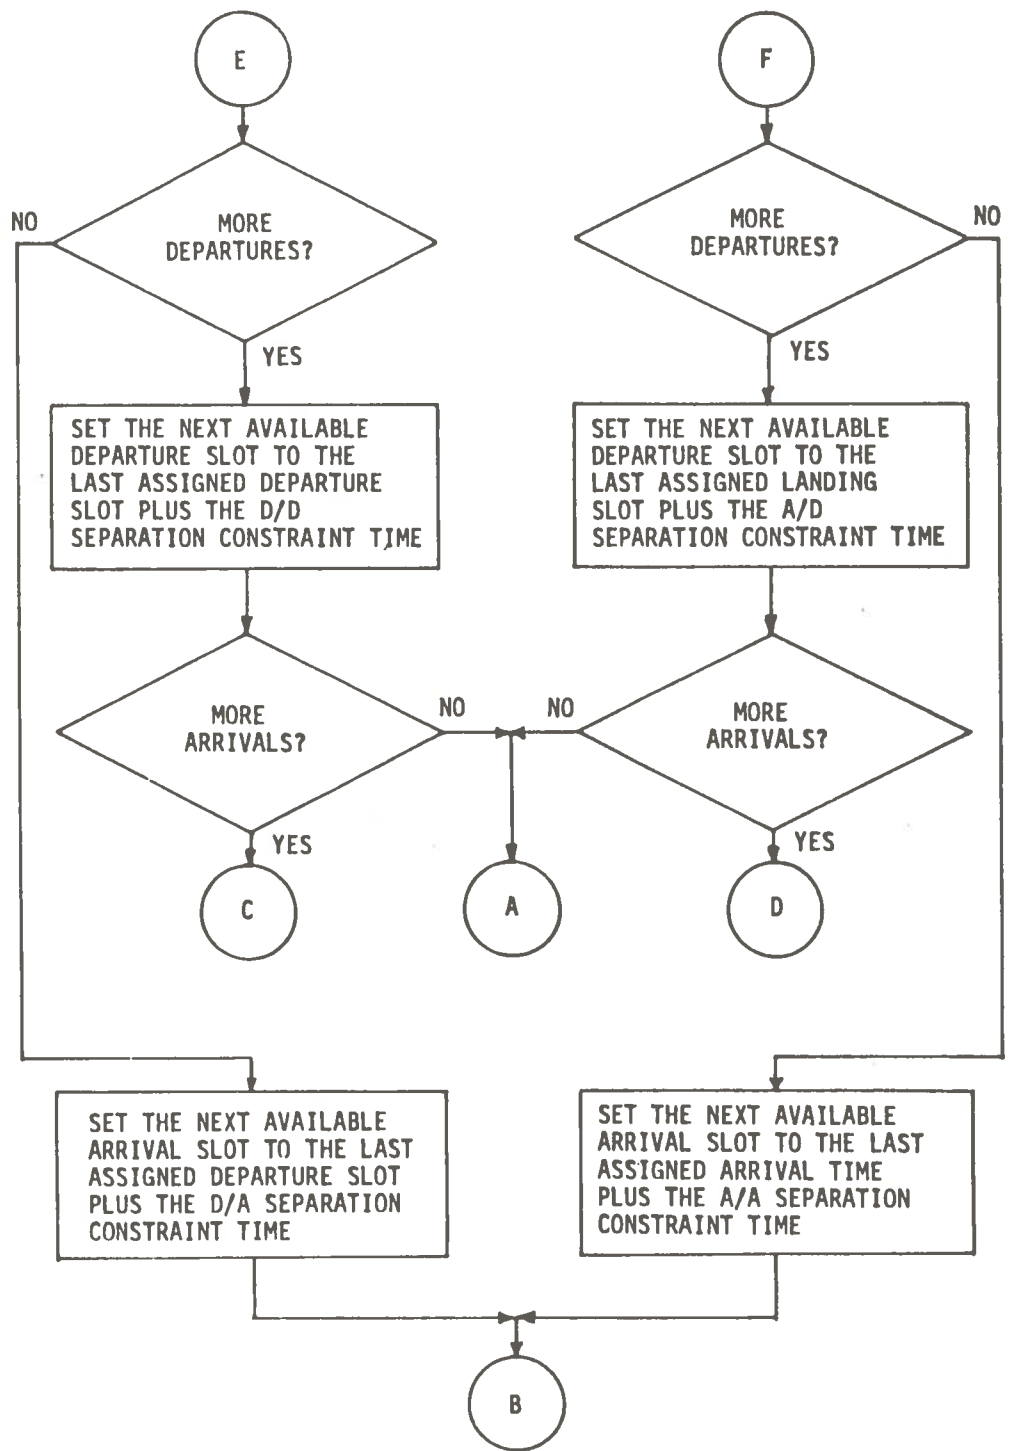 E
F
NO
MORE
DEPARTURES?
MORE
DEPARTURES?
NO
YES
YES
SET THE NEXT AVAILABLE
DEPARTURE SLOT TO THE
LAST ASSIGNED DEPARTURE
SLOT PLUS THE D/D
SEPARATION CONSTRAINT TIME
SET THE NEXT AVAILABLE
DEPARTURE SLOT TO THE
LAST ASSIGNED LANDING
SLOT PLUS THE A/D
SEPARATION CONSTRAINT TIME
MORE
ARRIVALS?
NO
NO
MORE
ARRIVALS?
YES
YES
C
A
D
SET THE NEXT AVAILABLE
ARRIVAL SLOT TO THE LAST
ASSIGNED DEPARTURE SLOT
PLUS THE D/A SEPARATION
CONSTRAINT TIME
SET THE NEXT AVAILABLE
ARRIVAL SLOT TO THE LAST
ASSIGNED ARRIVAL TIME
PLUS THE A/A SEPARATION
CONSTRAINT TIME
B